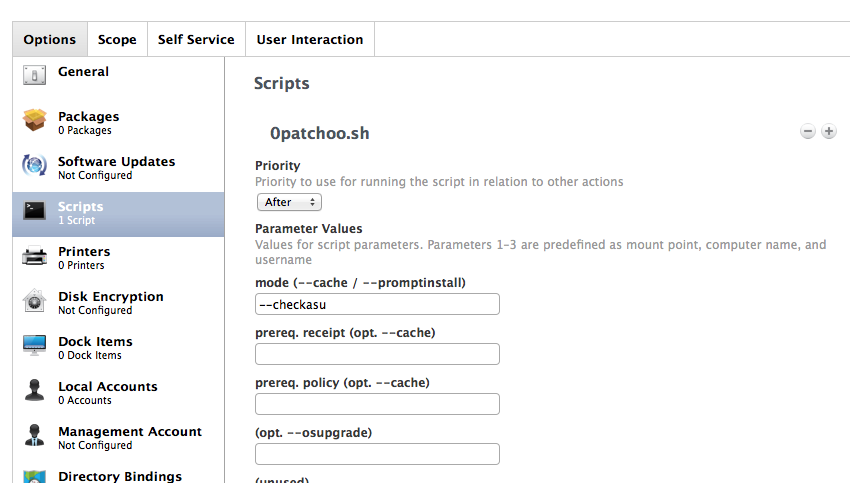 Options Scope Self Service User Interaction
General
Packages
0 Packages
Software Updates
Not Configured
Scripts
1 Script
Printers
0 Printers
Disk Encryption
Not Configured
Dock Items
0 Dock Items
Local Accounts
0 Accounts
Management Account
Not Configured
Directory Bindings
Scripts
0patchoo.sh
Priority
Priority to use for running the script in relation to other actions
After
Parameter Values
Values for script parameters. Parameters 1-3 are predefined as mount point, computer name, and
username
mode (--cache / --promptinstall)
--checkasu
prereq. receipt (opt. --cache)
prereq. policy (opt. --cache)
(opt. --osupgrade)
(unused)